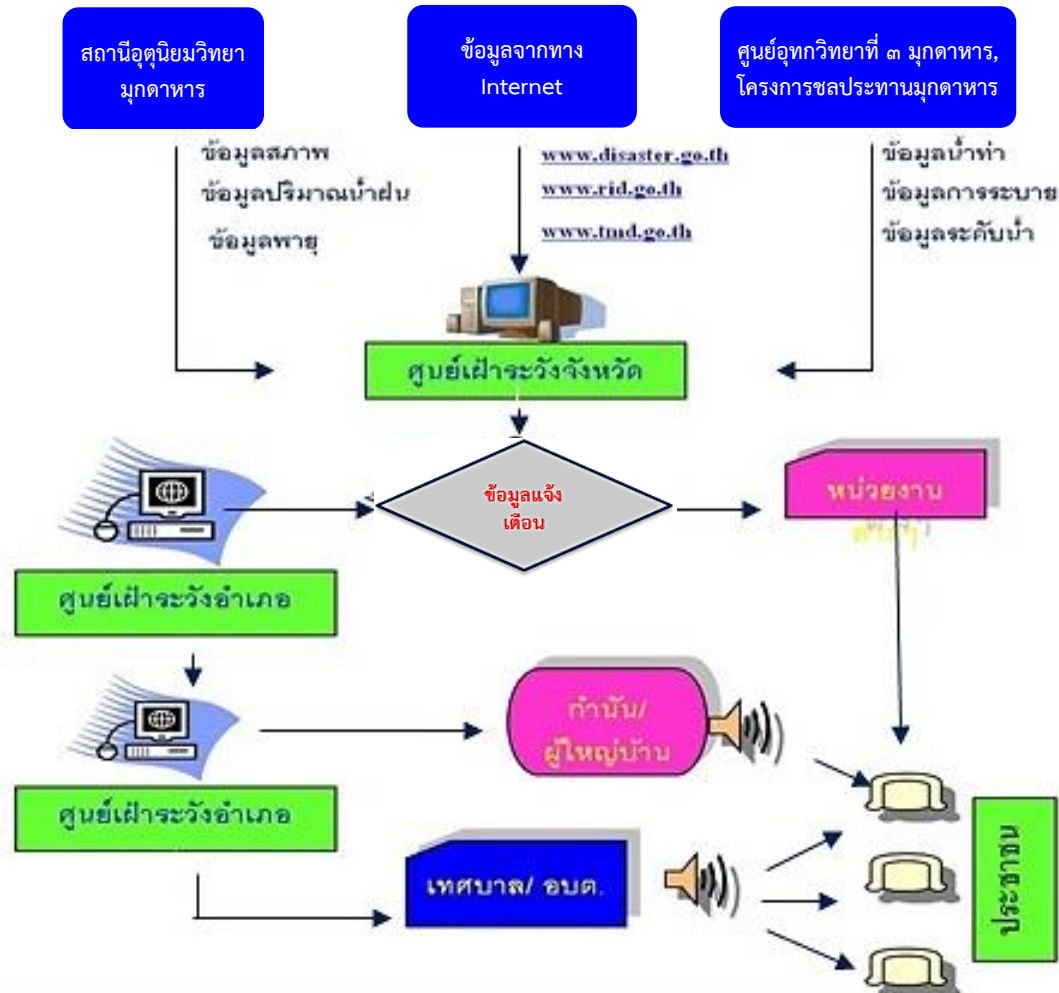 สถานีอุตุนิยมวิทยา
มุกดาหาร
ข้อมูลจากทาง
Internet
ศูนย์อุทกวิทยาที่ ๓ มุกดาหาร,
โครงการชลประทานมุกดาหาร
ข้อมูลสภาพ
ข้อมูลปริมาณน้ำฝน
ข้อมูลพายุ
www.disaster.go.th
www.rid.go.th
www.tmd.go.th
ข้อมูลน้ำท่า
ข้อมูลการระบาย
ข้อมูลระดับน้ำ
ศูนย์เฝ้าระวังจังหวัด
ข้อมูลแจ้ง
เตือน
หน่วยงาน
ต่างๆ
ศูนย์เฝ้าระวังอำเภอ
กำนัน/
ผู้ใหญ่บ้าน
ศูนย์เฝ้าระวังอำเภอ
เทศบาล/ อบต.
ประชาชน